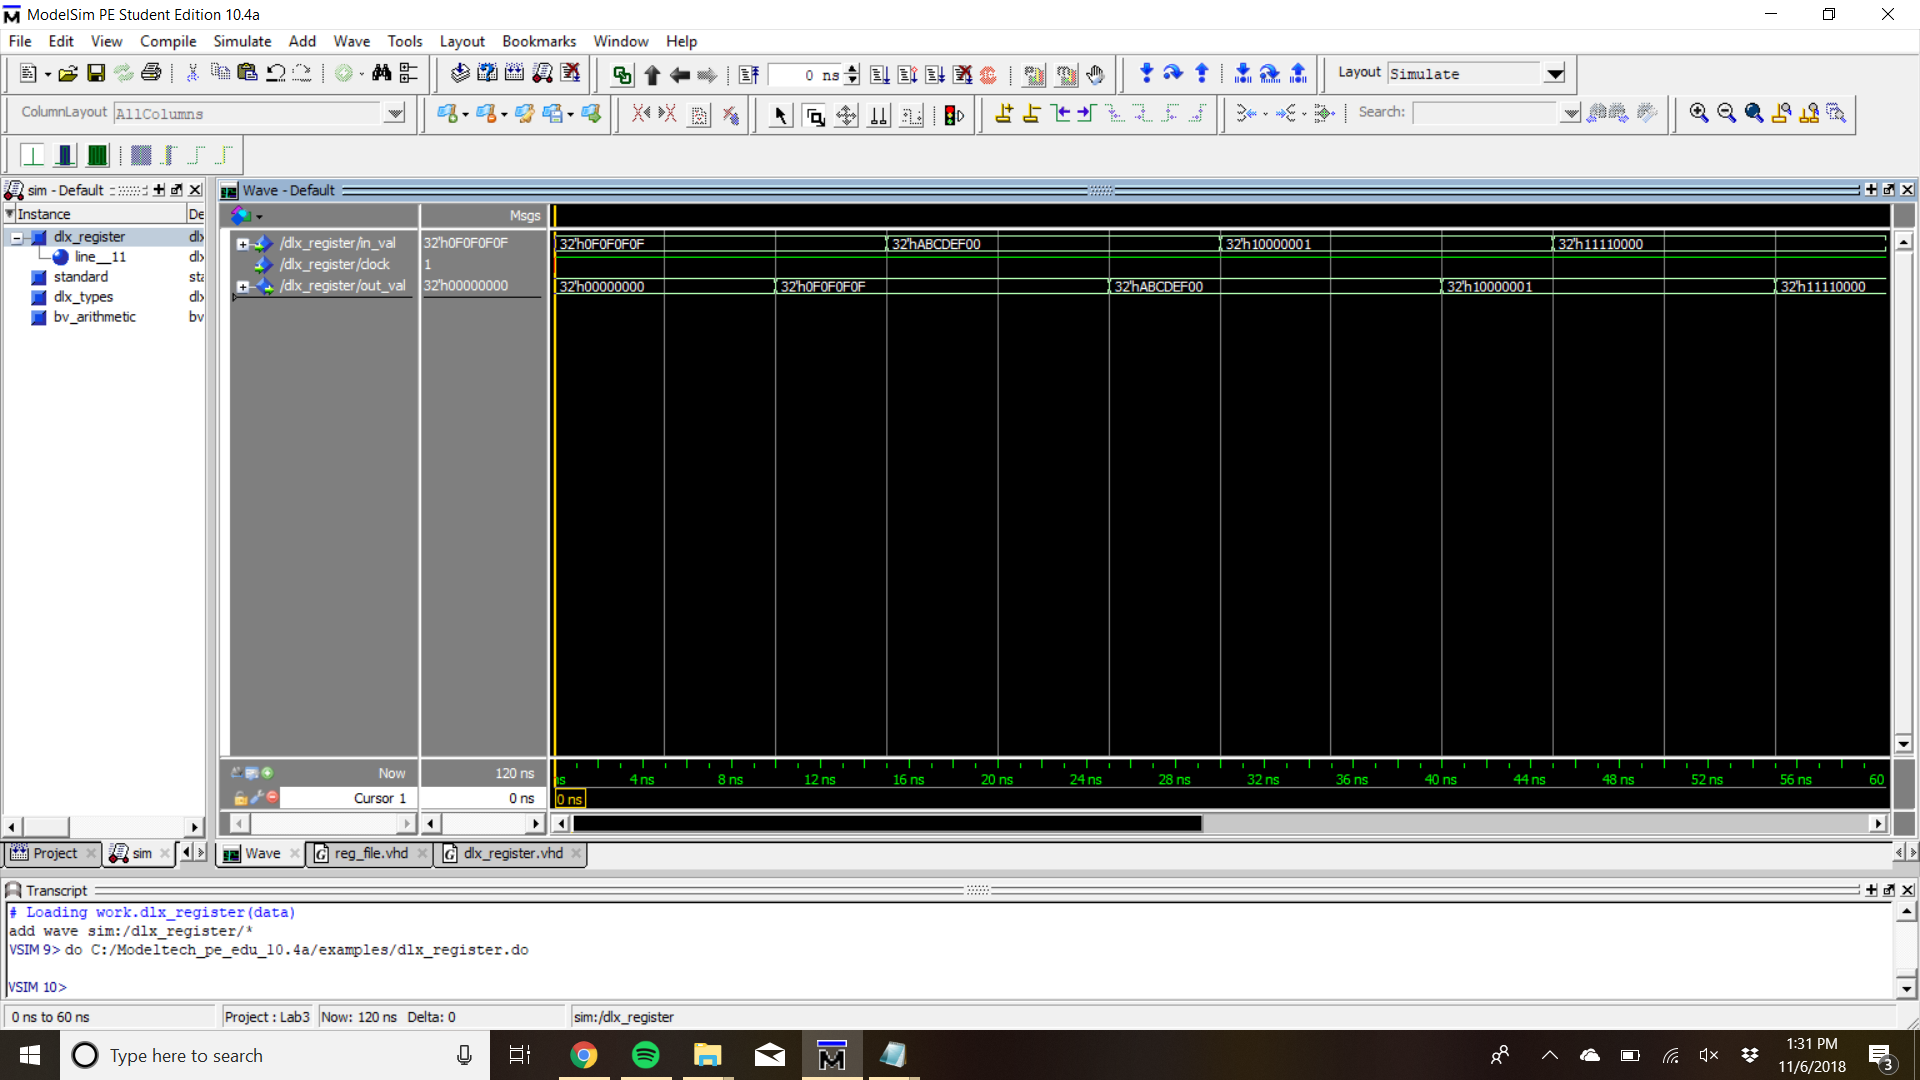 ModelSim PE Student Edition 10.4a
File Edit View Compile Simulate Add Wave Tools Layout Bookmarks Window Help
0 ns Layout Simulate
ColumnLayout AllColumns Search:
sim - Default Wave - Default
Instance De Msgs
dlx_register
line__11
standard
dlx_types
bv_arithmetic bv
/dlx_register/in_val 32'h0F0F0F0F 32'h0F0F0F0F 32'hABCDEF00 32'h10000001 32'h11110000
/dlx_register/clock 1
/dlx_register/out_val 32'h00000000 32'h00000000 32'h0F0F0F0F 32'hABCDEF00 32'h10000001 32'h11110000
Now 120 ns ns 4 ns 8 ns 12 ns 16 ns 20 ns 24 ns 28 ns 32 ns 36 ns 40 ns 44 ns 48 ns 52 ns 56 ns 60
Cursor 1 0 ns 0 ns
Project sim Wave reg_file.vhd dlx_register.vhd
Transcript
# Loading work.dlx_register(data)
add wave sim:/dlx_register/*
VSIM 9> do C:/Modeltech_pe_edu_10.4a/examples/dlx_register.do
VSIM 10>
0 ns to 60 ns Project : Lab3 Now: 120 ns Delta: 0 sim:/dlx_register
Type here to search 1:31 PM
11/6/2018 3